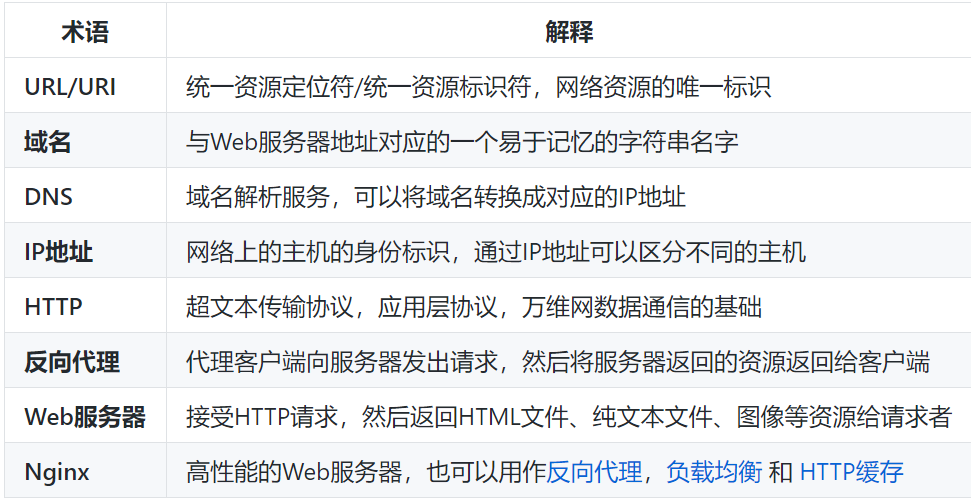 术语 解释
URL/URI 统一资源定位符/统一资源标识符，网络资源的唯一标识
域名 与Web服务器地址对应的一个易于记忆的字符串名字
DNS 域名解析服务，可以将域名转换成对应的IP地址
IP地址 网络上的主机的身份标识，通过IP地址可以区分不同的主机
HTTP 超文本传输协议，应用层协议，万维网数据通信的基础
反向代理 代理客户端向服务器发出请求，然后将服务器返回的资源返回给客户端
Web服务器 接受HTTP请求，然后返回HTML文件、纯文本文件、图像等资源给请求者
Nginx 高性能的Web服务器，也可以用作反向代理，负载均衡 和 HTTP缓存